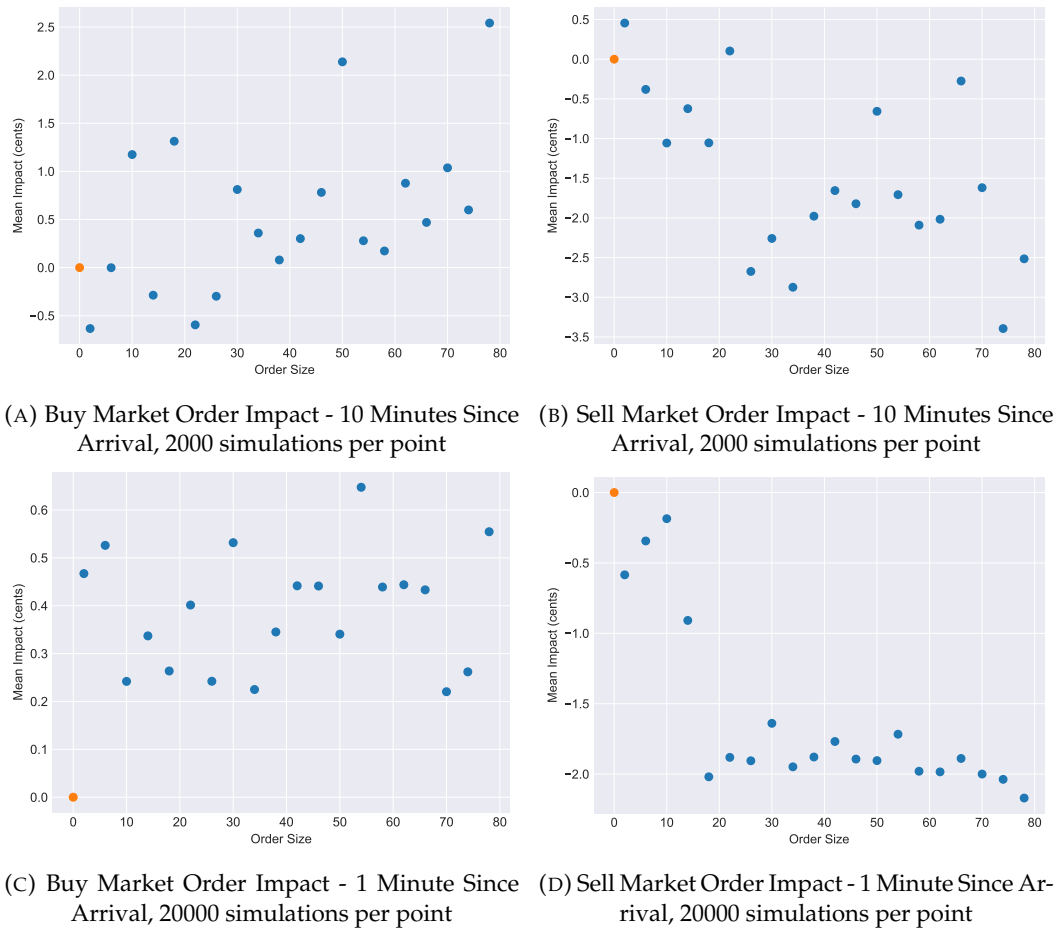 2.5
2.0
1.5
1.0
0.5
0.0
−0.5
Mean Impact (cents)
0 10 20 30 40 50 60 70 80
Order Size
0.5
0.0
−0.5
−1.0
−1.5
−2.0
−2.5
−3.0
−3.5
Mean Impact (cents)
0 10 20 30 40 50 60 70 80
Order Size
(A) Buy Market Order Impact - 10 Minutes Since
Arrival, 2000 simulations per point
(B) Sell Market Order Impact - 10 Minutes Since
Arrival, 2000 simulations per point
0.6
0.5
0.4
0.3
0.2
0.1
0.0
Mean Impact (cents)
0 10 20 30 40 50 60 70 80
Order Size
0.0
−0.5
−1.0
−1.5
−2.0
Mean Impact (cents)
0 10 20 30 40 50 60 70 80
Order Size
(C) Buy Market Order Impact - 1 Minute Since
Arrival, 20000 simulations per point
(D) Sell Market Order Impact - 1 Minute Since Ar-
rival, 20000 simulations per point